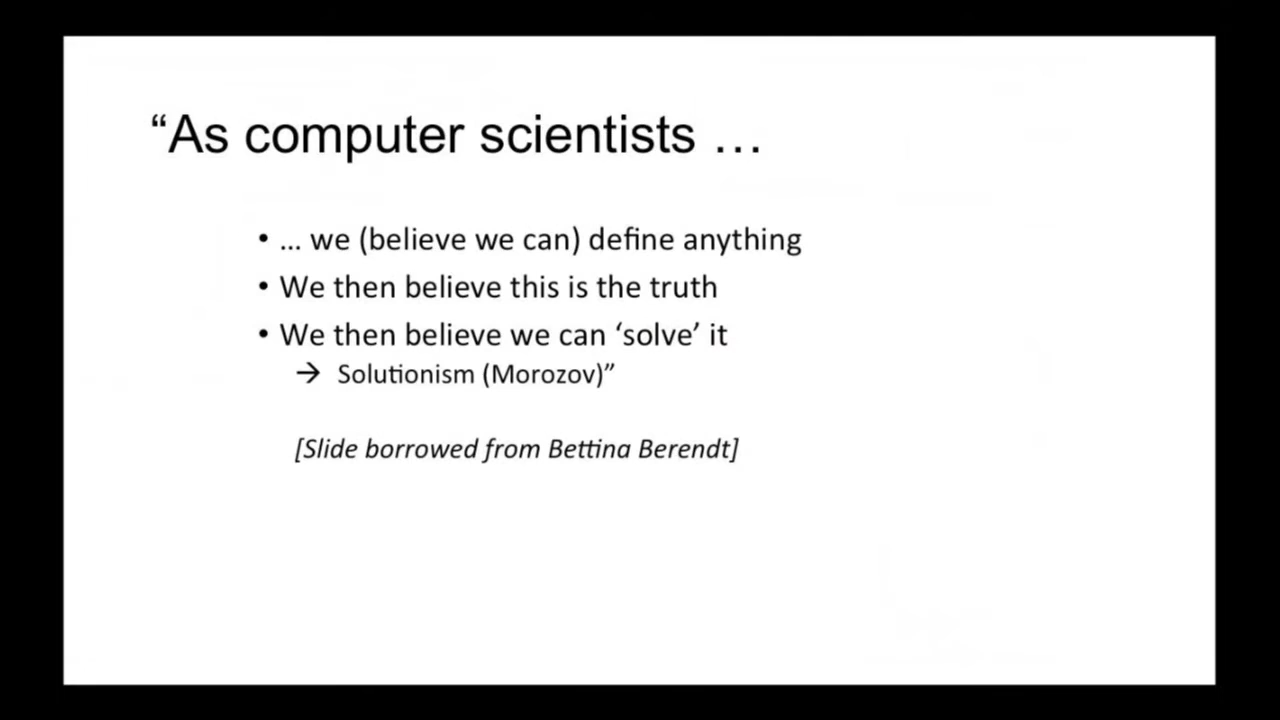 “As computer scientists …
• … we (believe we can) define anything
• We then believe this is the truth
• We then believe we can ‘solve’ it
→ Solutionism (Morozov)”
[Slide borrowed from Bettina Berendt]